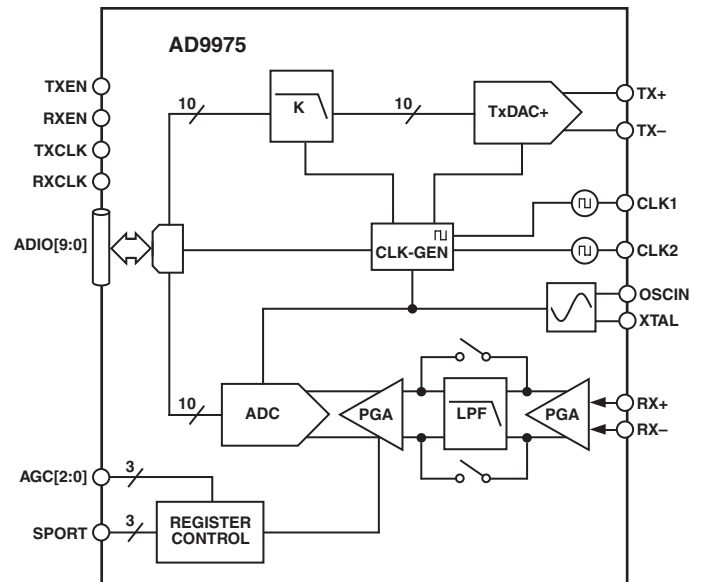 AD9975
TXEN
RXEN
TXCLK
RXCLK
ADIO[9:0]
AGC[2:0]
SPORT
10
K
10
TxDAC+
TX+
TX–
CLK-GEN
CLK1
CLK2
OSCIN
XTAL
10
ADC
PGA
LPF
PGA
RX+
RX–
3
3
REGISTER
CONTROL